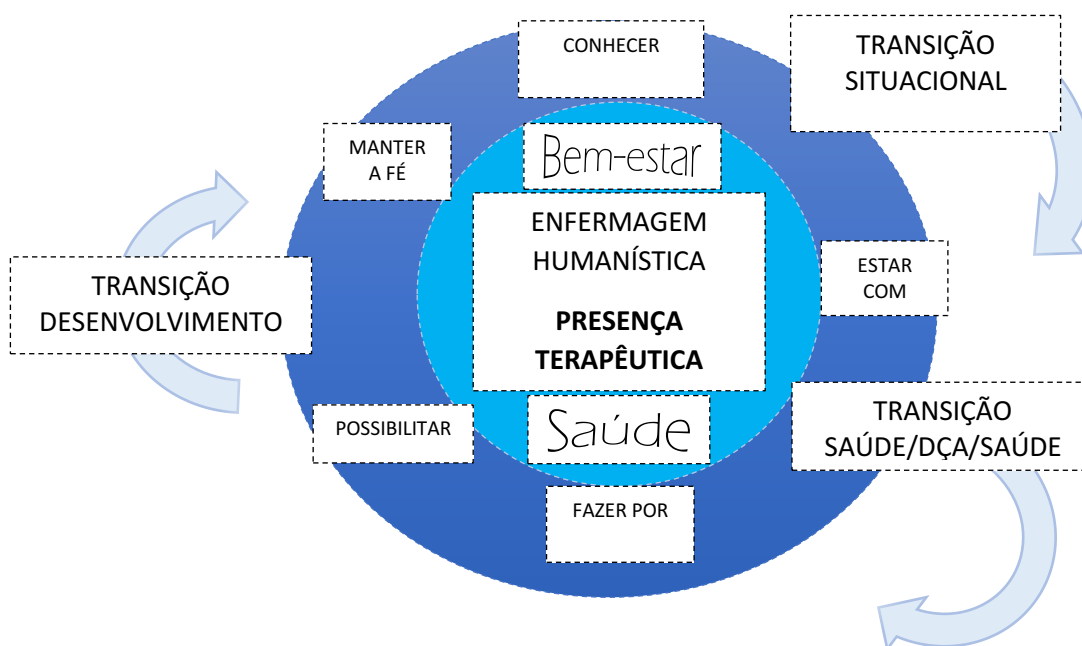 CONHECER
TRANSIÇÃO
SITUACIONAL
MANTER
A FÉ
Bem-estar
ENFERMAGEM
HUMANÍSTICA
PRESENÇA
TERAPÊUTICA
ESTAR
COM
TRANSIÇÃO
DESENVOLVIMENTO
POSSIBILITAR
Saúde
TRANSIÇÃO
SAÚDE/DÇA/SAÚDE
FAZER POR